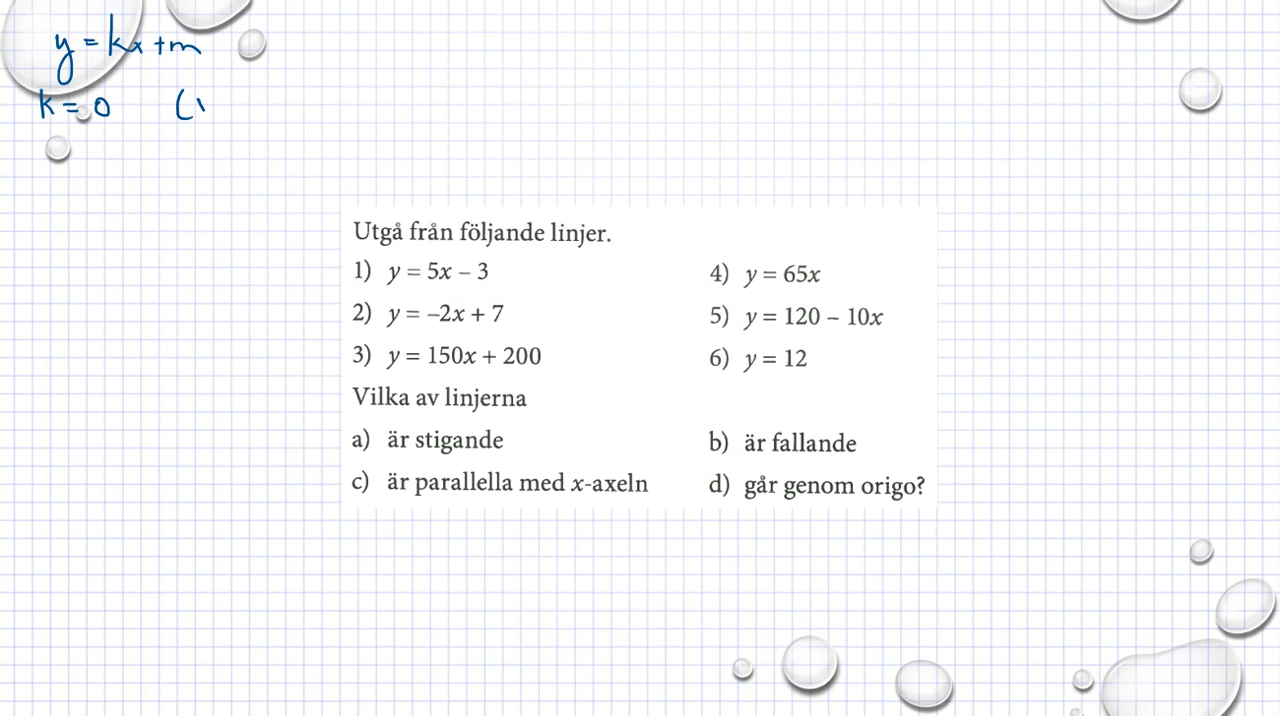 y = kx + m
k = 0 (
Utgå från följande linjer.
1) y = 5x – 3
4) y = 65x
2) y = –2x + 7
5) y = 120 – 10x
3) y = 150x + 200
6) y = 12
Vilka av linjerna
a) är stigande
b) är fallande
c) är parallella med x-axeln
d) går genom origo?